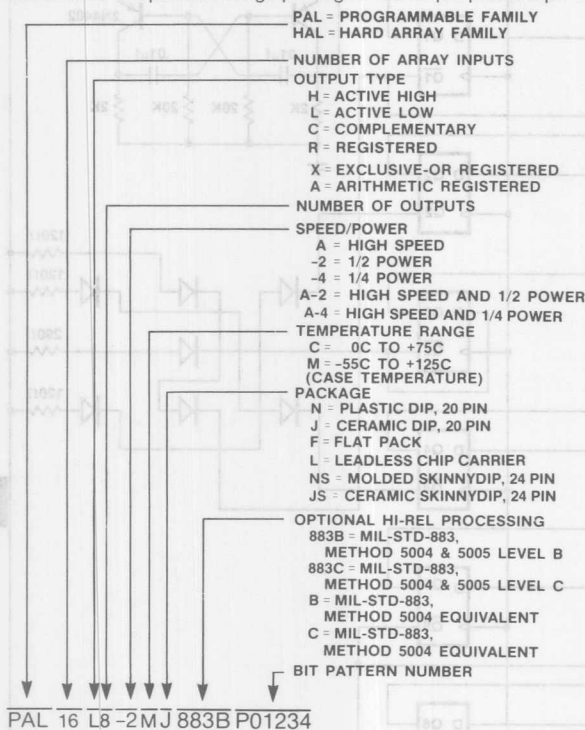 PAL = PROGRAMMABLE FAMILY
HAL = HARD ARRAY FAMILY
NUMBER OF ARRAY INPUTS
OUTPUT TYPE
H = ACTIVE HIGH
L = ACTIVE LOW
C = COMPLEMENTARY
R = REGISTERED
X = EXCLUSIVE-OR REGISTERED
A = ARITHMETIC REGISTERED
NUMBER OF OUTPUTS
SPEED/POWER
A = HIGH SPEED
-2 = 1/2 POWER
-4 = 1/4 POWER
A-2 = HIGH SPEED AND 1/2 POWER
A-4 = HIGH SPEED AND 1/4 POWER
TEMPERATURE RANGE
C = 0C TO +75C
M = -55C TO +125C
(CASE TEMPERATURE)
PACKAGE
N = PLASTIC DIP, 20 PIN
J = CERAMIC DIP, 20 PIN
F = FLAT PACK
L = LEADLESS CHIP CARRIER
NS = MOLDED SKINNYDIP, 24 PIN
JS = CERAMIC SKINNYDIP, 24 PIN
OPTIONAL HI-REL PROCESSING
883B = MIL-STD-883,
METHOD 5004 & 5005 LEVEL B
883C = MIL-STD-883,
METHOD 5004 & 5005 LEVEL C
B = MIL-STD-883,
METHOD 5004 EQUIVALENT
C = MIL-STD-883,
METHOD 5004 EQUIVALENT
BIT PATTERN NUMBER
PAL 16 L8 -2 M J 883B P01234